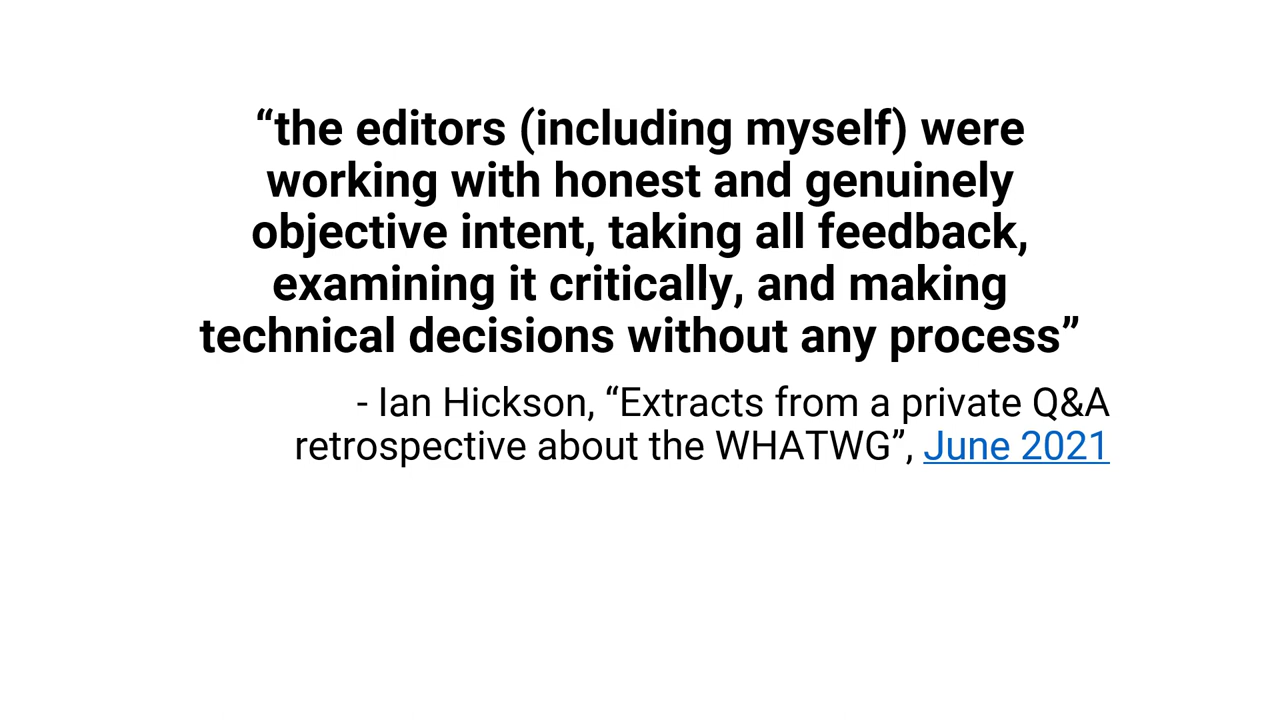 “the editors (including myself) were
working with honest and genuinely
objective intent, taking all feedback,
examining it critically, and making
technical decisions without any process”
- Ian Hickson, “Extracts from a private Q&A
retrospective about the WHATWG”, June 2021